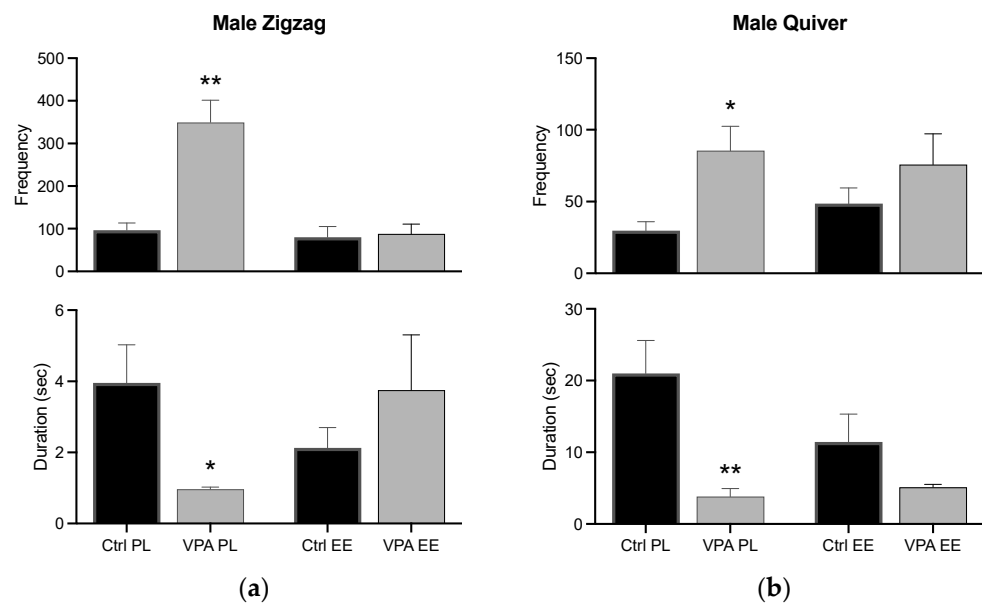 Male Zigzag
Male Quiver
Frequency
500
400
300
200
100
0
**
Frequency
150
100
50
0
*
Duration (sec)
6
4
2
0
*
Ctrl PL VPA PL Ctrl EE VPA EE
Duration (sec)
30
20
10
0
**
Ctrl PL VPA PL Ctrl EE VPA EE
(a)
(b)